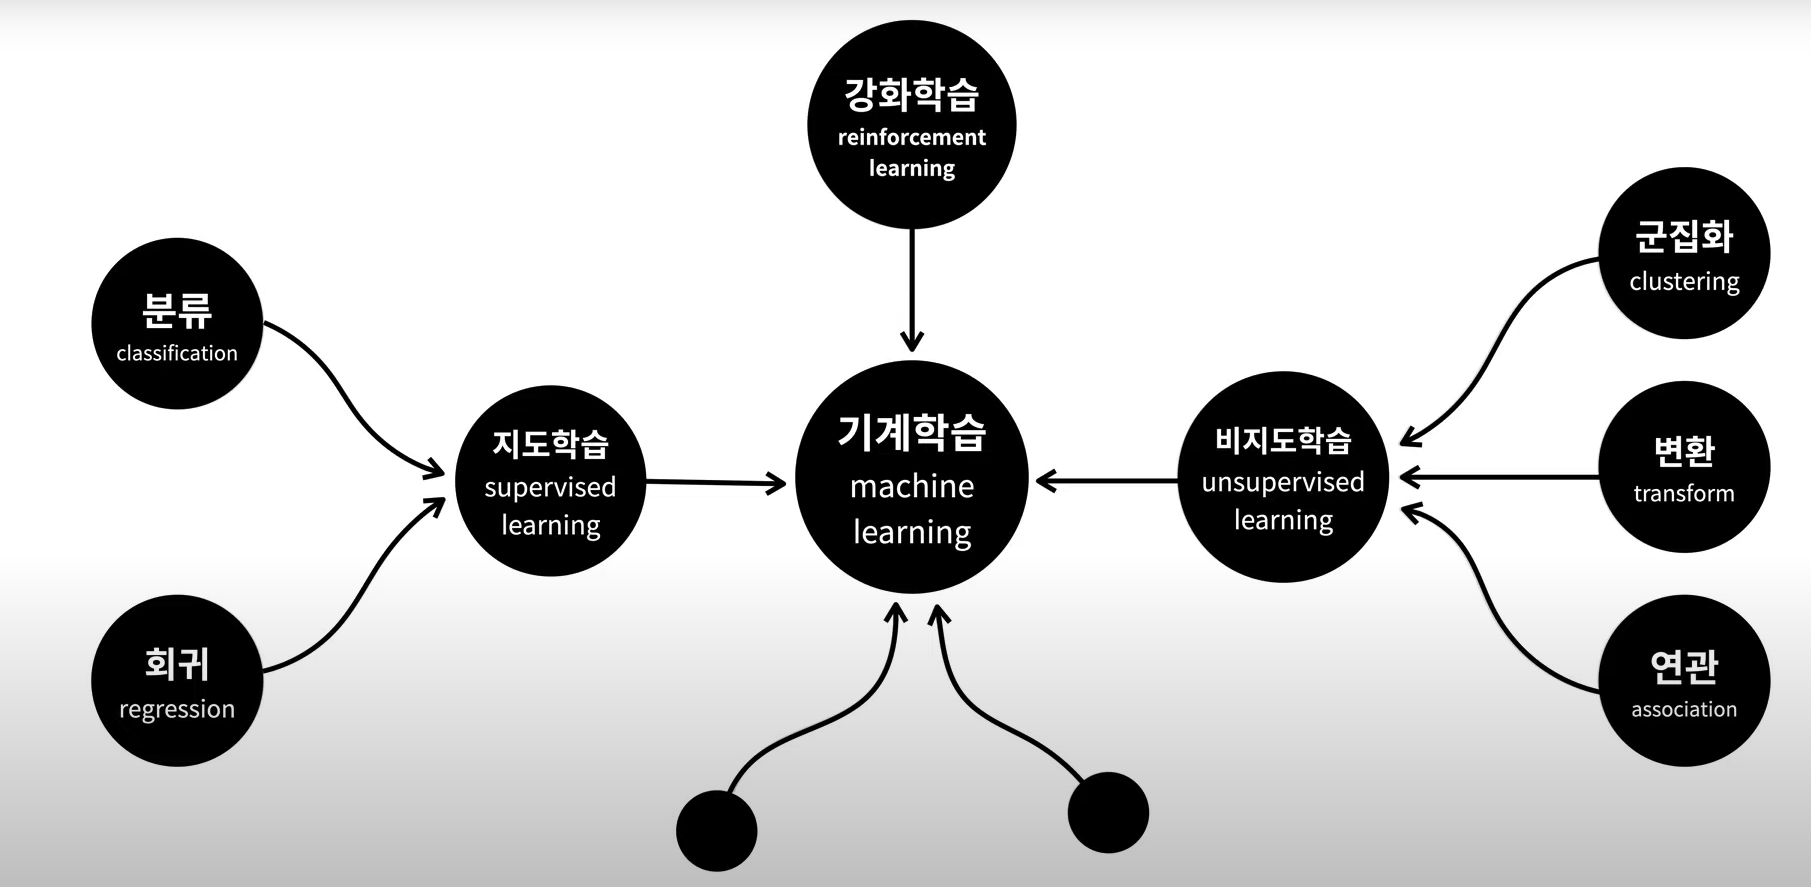 강화학습
reinforcement
learning
분류
classification
회귀
regression
지도학습
supervised
learning
기계학습
machine
learning
비지도학습
unsupervised
learning
군집화
clustering
변환
transform
연관
association